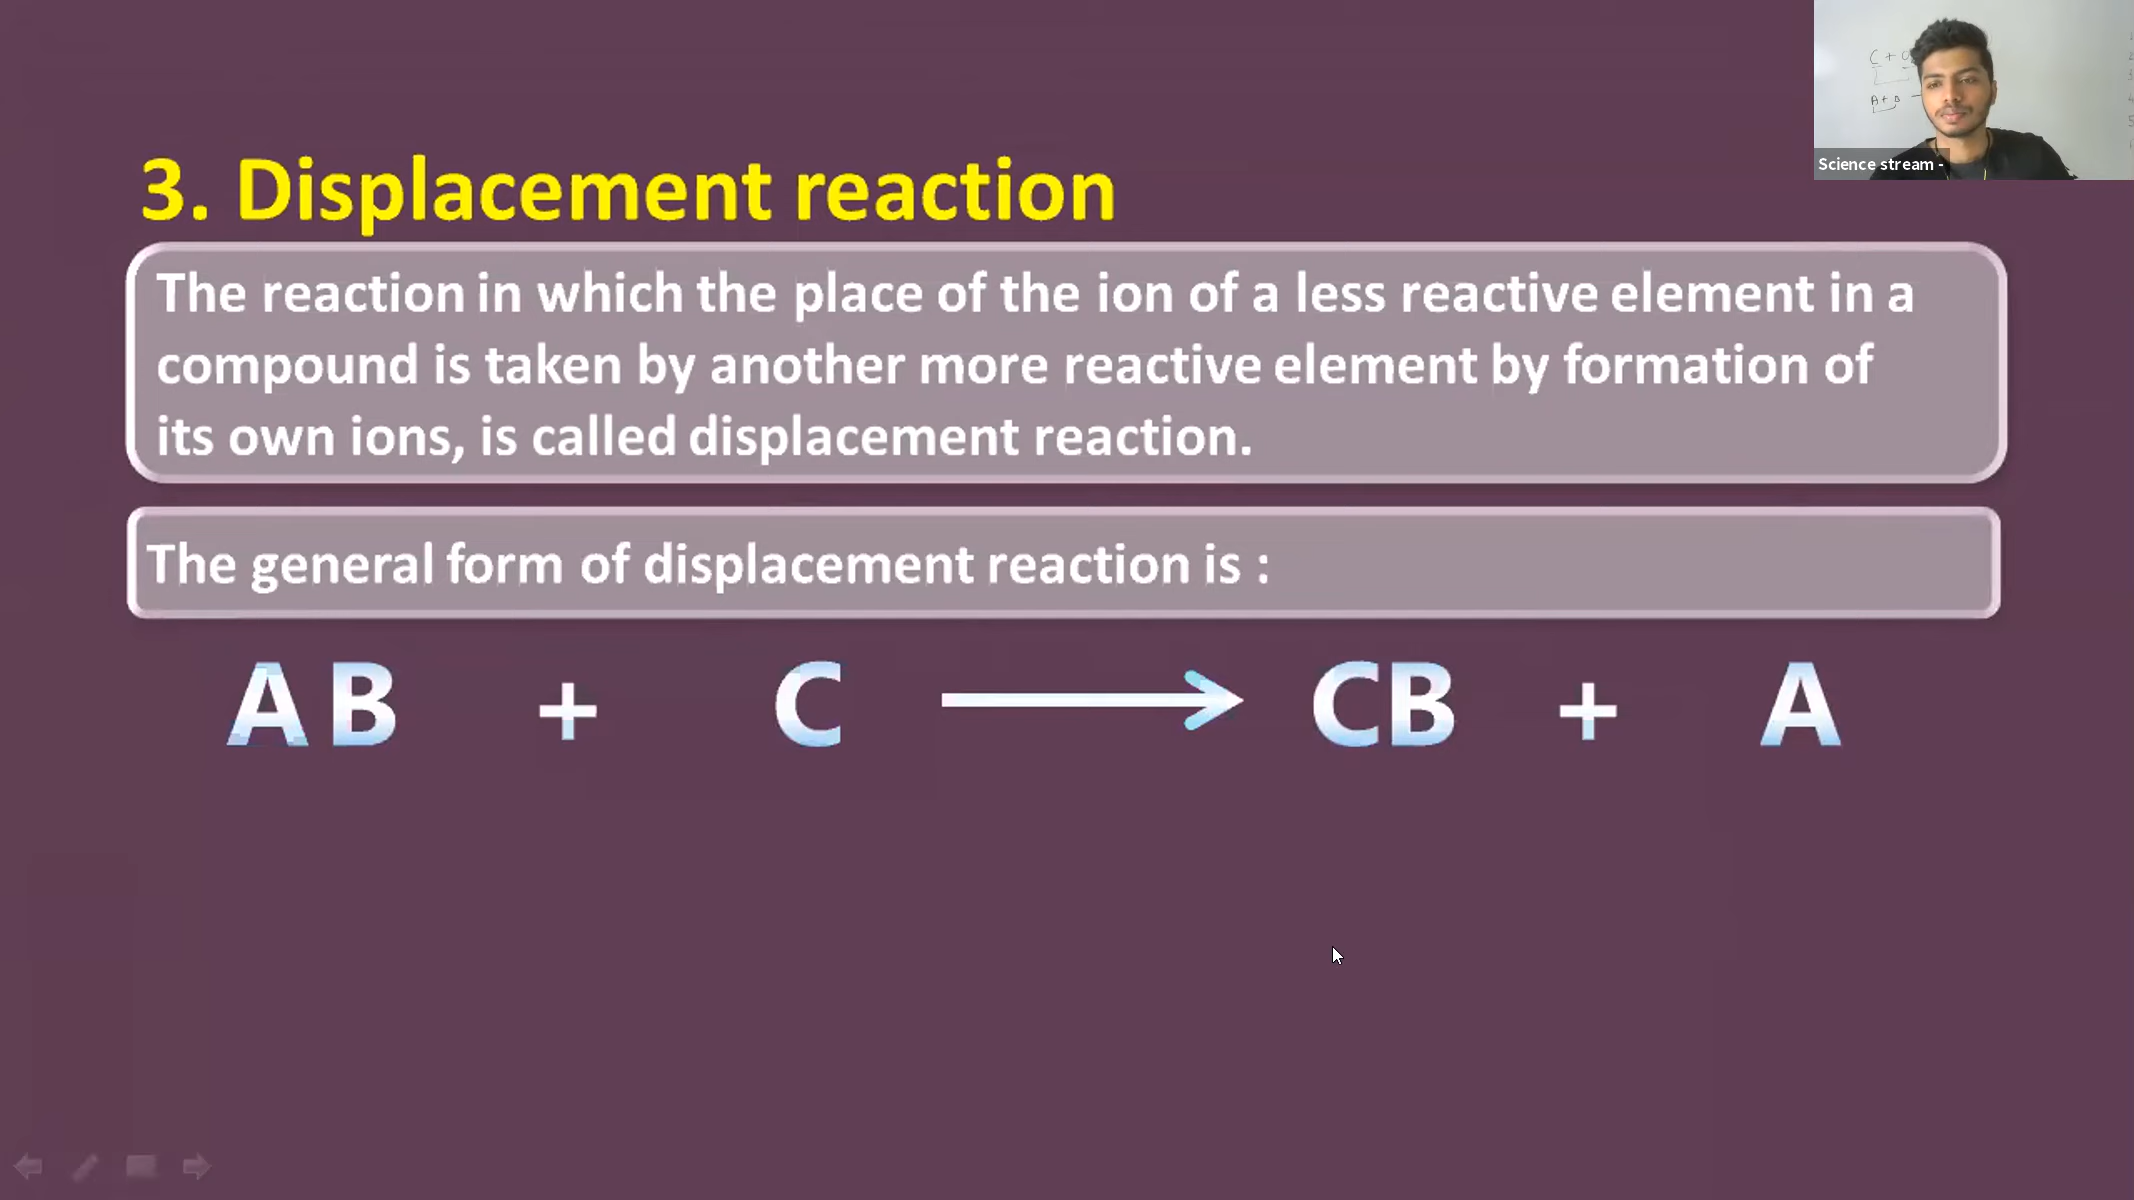 3. Displacement reaction
The reaction in which the place of the ion of a less reactive element in a
compound is taken by another more reactive element by formation of
its own ions, is called displacement reaction.
The general form of displacement reaction is :
A B + C ⟶ CB + A
C +
A + B
Science stream -